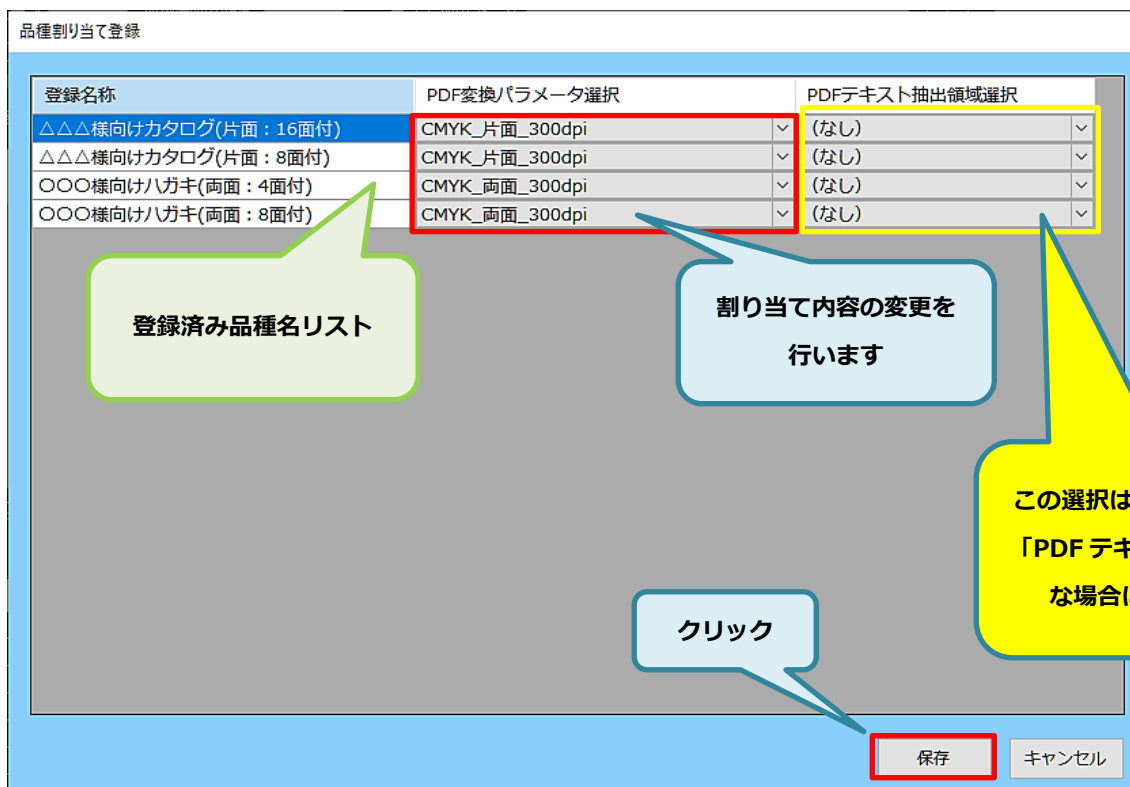 品種割り当て登録
登録名称 PDF変換パラメータ選択 PDFテキスト抽出領域選択
△△△様向けカタログ(片面：16面付) CMYK_片面_300dpi (なし)
△△△様向けカタログ(片面：8面付) CMYK_片面_300dpi (なし)
〇〇〇様向けハガキ(両面：4面付) CMYK_両面_300dpi (なし)
〇〇〇様向けハガキ(両面：8面付) CMYK_両面_300dpi (なし)
登録済み品種名リスト
割り当て内容の変更を
行います
この選択は
「PDF テキ
な場合に
クリック
保存 キャンセル